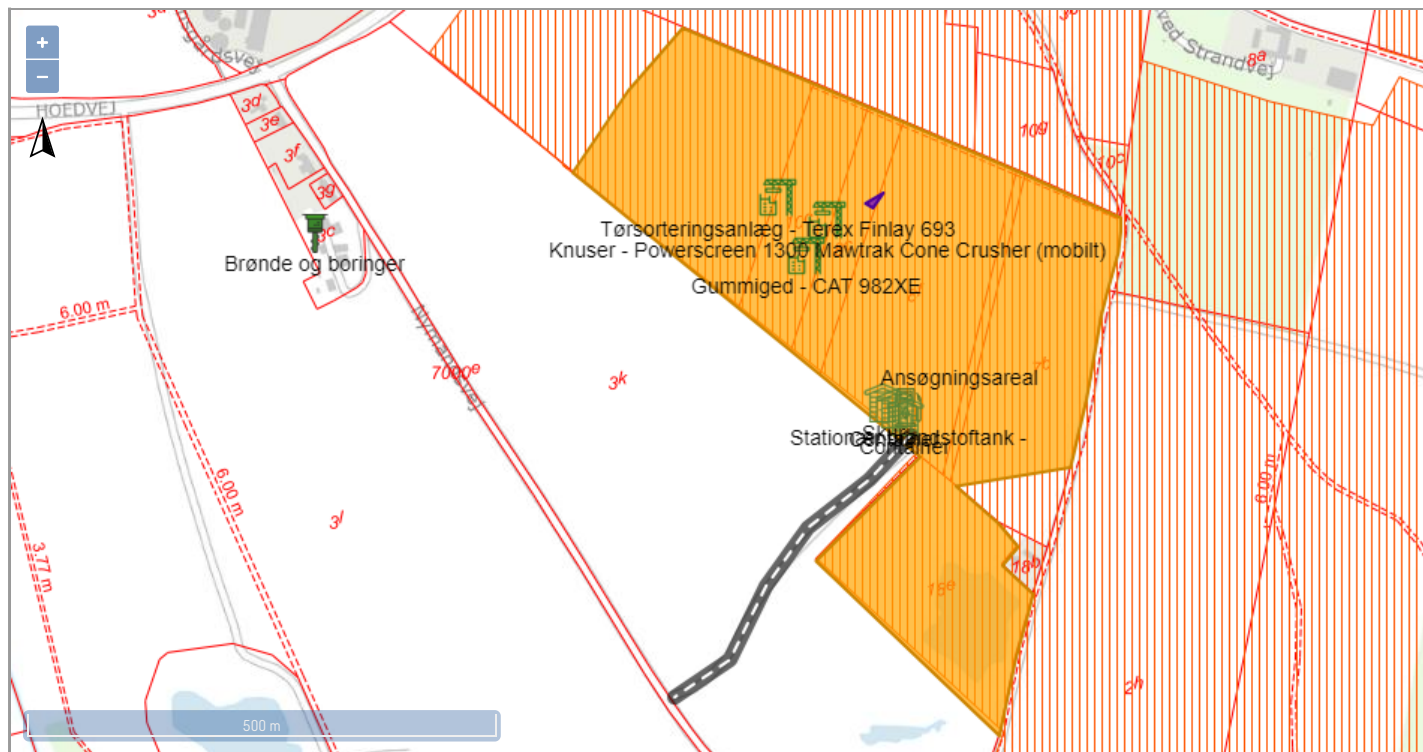 +
−
HOEDVEJ
ved Strandvej
8a
3d
3e
3f
3g
3c
10g
10c
Brønde og boringer
Tørsorteringsanlæg - Terex Finlay 693
Knuser - Powerscreen 1300 Mawtrak Cone Crusher (mobilt)
Gummiged - CAT 982XE
6.00 m
7000e
3k
Ansøgningsareal
Container
6.00 m
6.00 m
3l
3.77 m
18b
2h
500 m